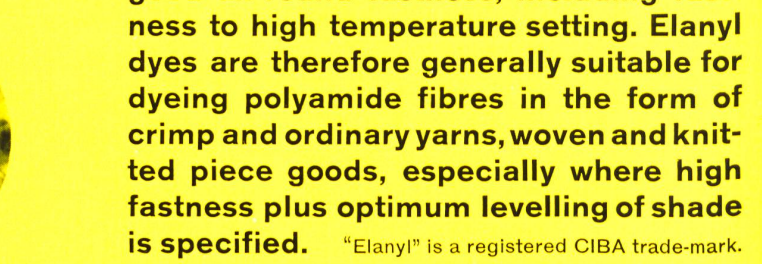 ness to high temperature setting. Elanyl
dyes are therefore generally suitable for
dyeing polyamide fibres in the form of
crimp and ordinary yarns, woven and knit-
ted piece goods, especially where high
fastness plus optimum levelling of shade
is specified. "Elanyl" is a registered CIBA trade-mark.